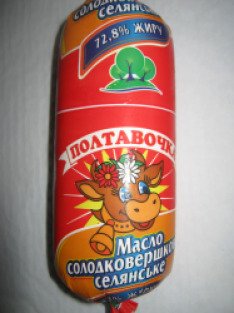 СОЛОДКОВЕРШКОВЕ
СЕЛЯНСЬКЕ
72,8% ЖИРУ
ПОЛТАВОЧКА
Масло
солодковершкове
селянське